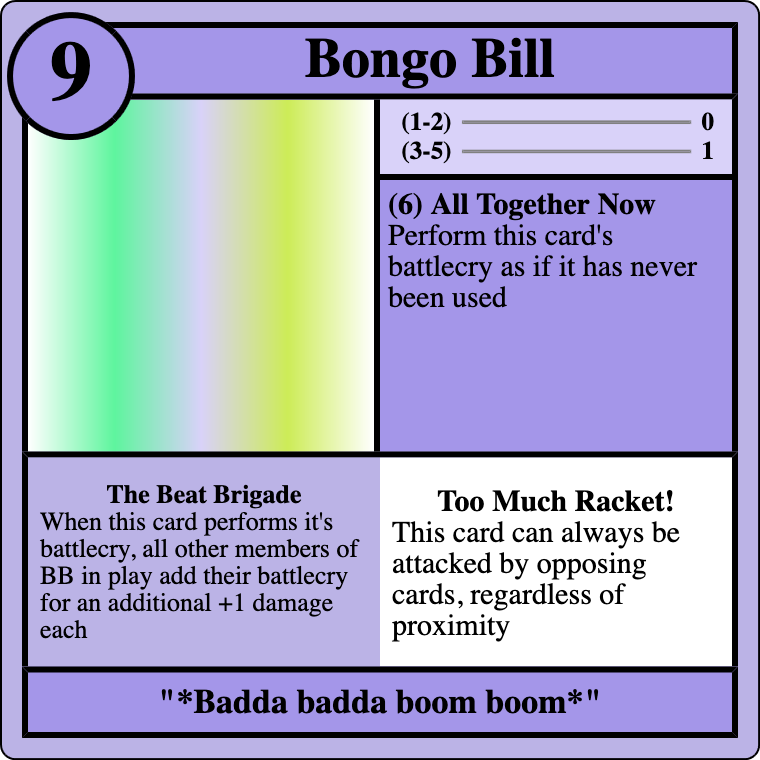 9
Bongo Bill
(1-2) 0
(3-5) 1
(6) All Together Now
Perform this card's
battlecry as if it has never
been used
The Beat Brigade
When this card performs it's
battlecry, all other members of
BB in play add their battlecry
for an additional +1 damage
each
Too Much Racket!
This card can always be
attacked by opposing
cards, regardless of
proximity
"*Badda badda boom boom*"